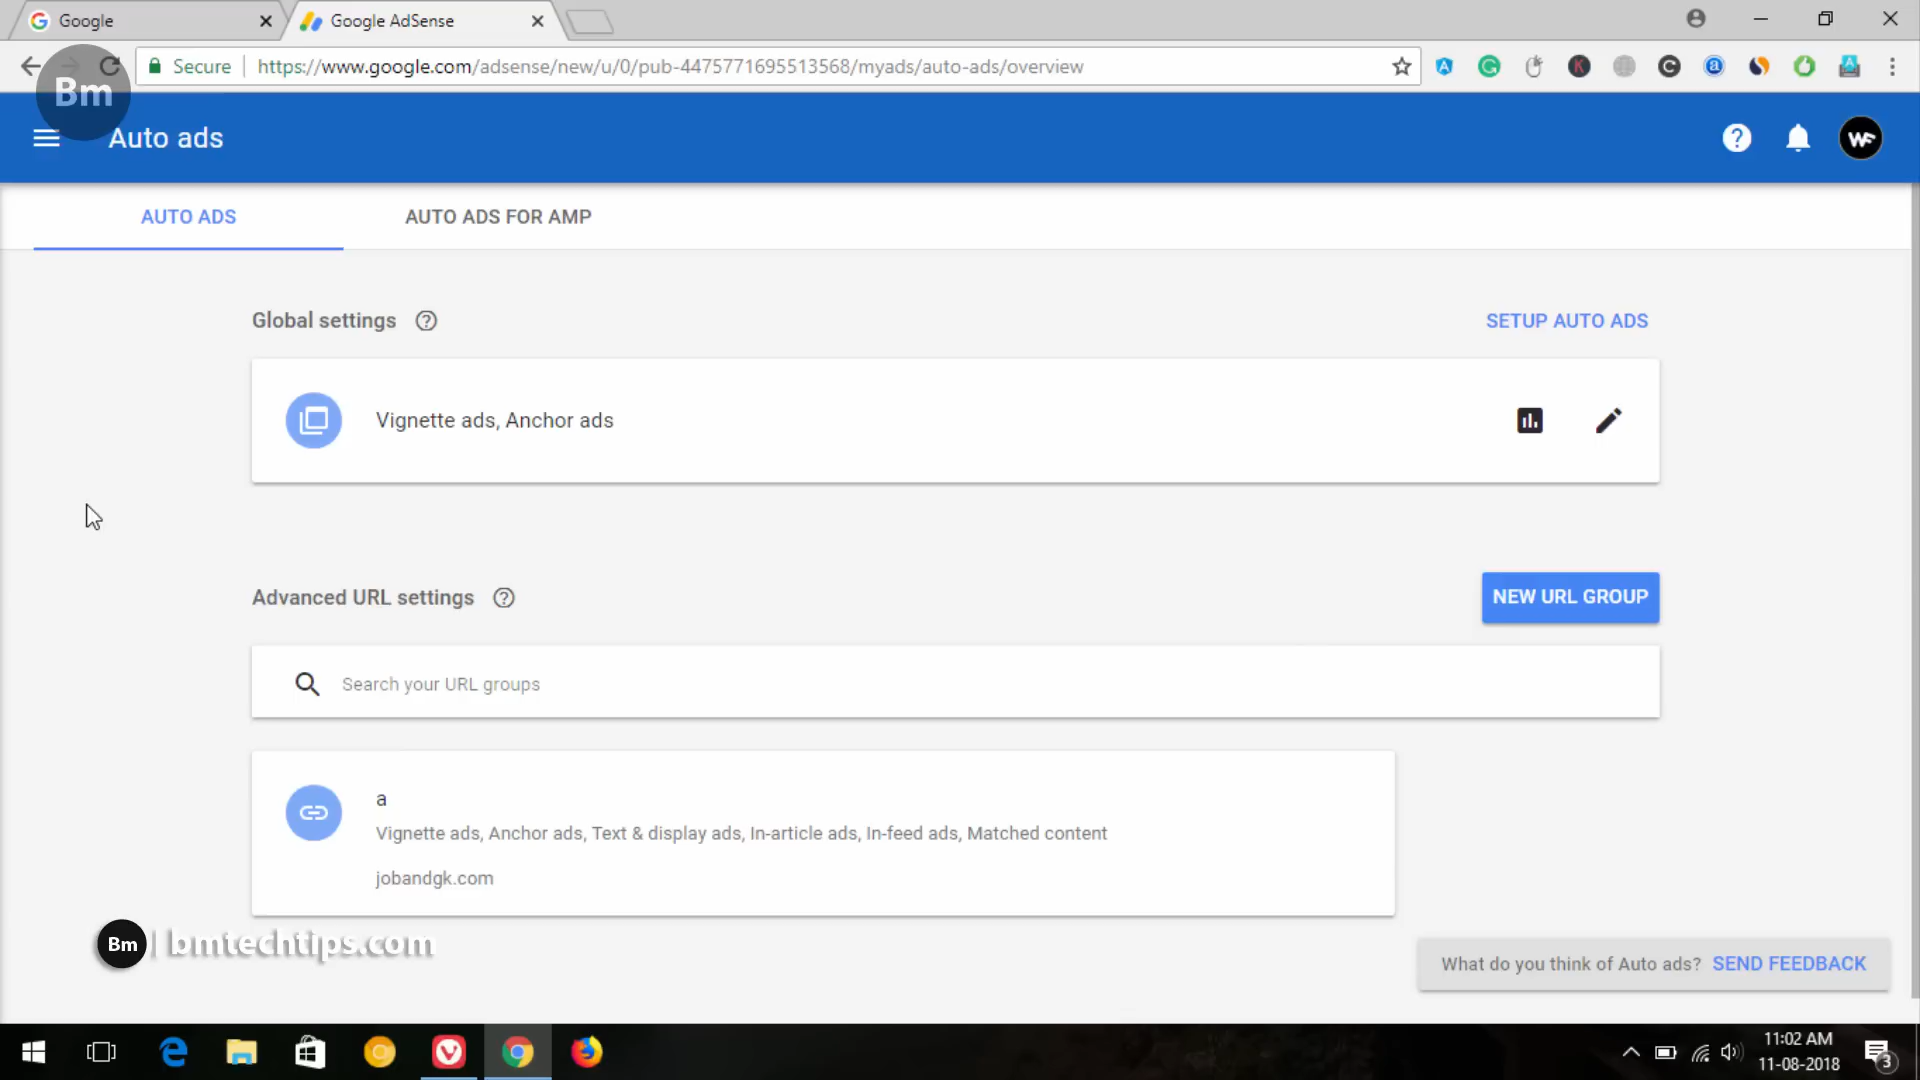 Google
Google AdSense
Secure
https://www.google.com/adsense/new/u/0/pub-4475771695513568/myads/auto-ads/overview
Bm
Auto ads
WF
AUTO ADS
AUTO ADS FOR AMP
Global settings
SETUP AUTO ADS
Vignette ads, Anchor ads
Advanced URL settings
NEW URL GROUP
Search your URL groups
a
Vignette ads, Anchor ads, Text & display ads, In-article ads, In-feed ads, Matched content
jobandgk.com
Bm | bmtechtips.com
What do you think of Auto ads? SEND FEEDBACK
11:02 AM
11-08-2018
3